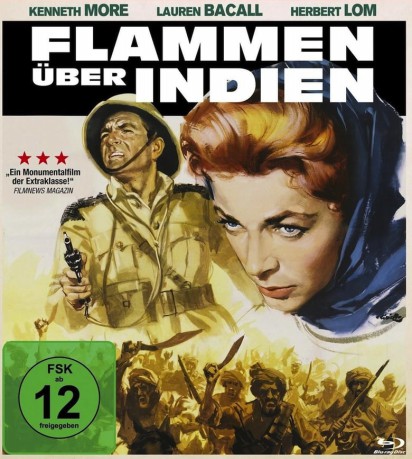 KENNETH MORE LAUREN BACALL HERBERT LOM
FLAMMEN
ÜBER INDIEN
„Ein Monumentalfilm
der Extraklasse!“
FILMNEWS MAGAZIN
FSK
ab
12
freigegeben
Blu-ray Disc